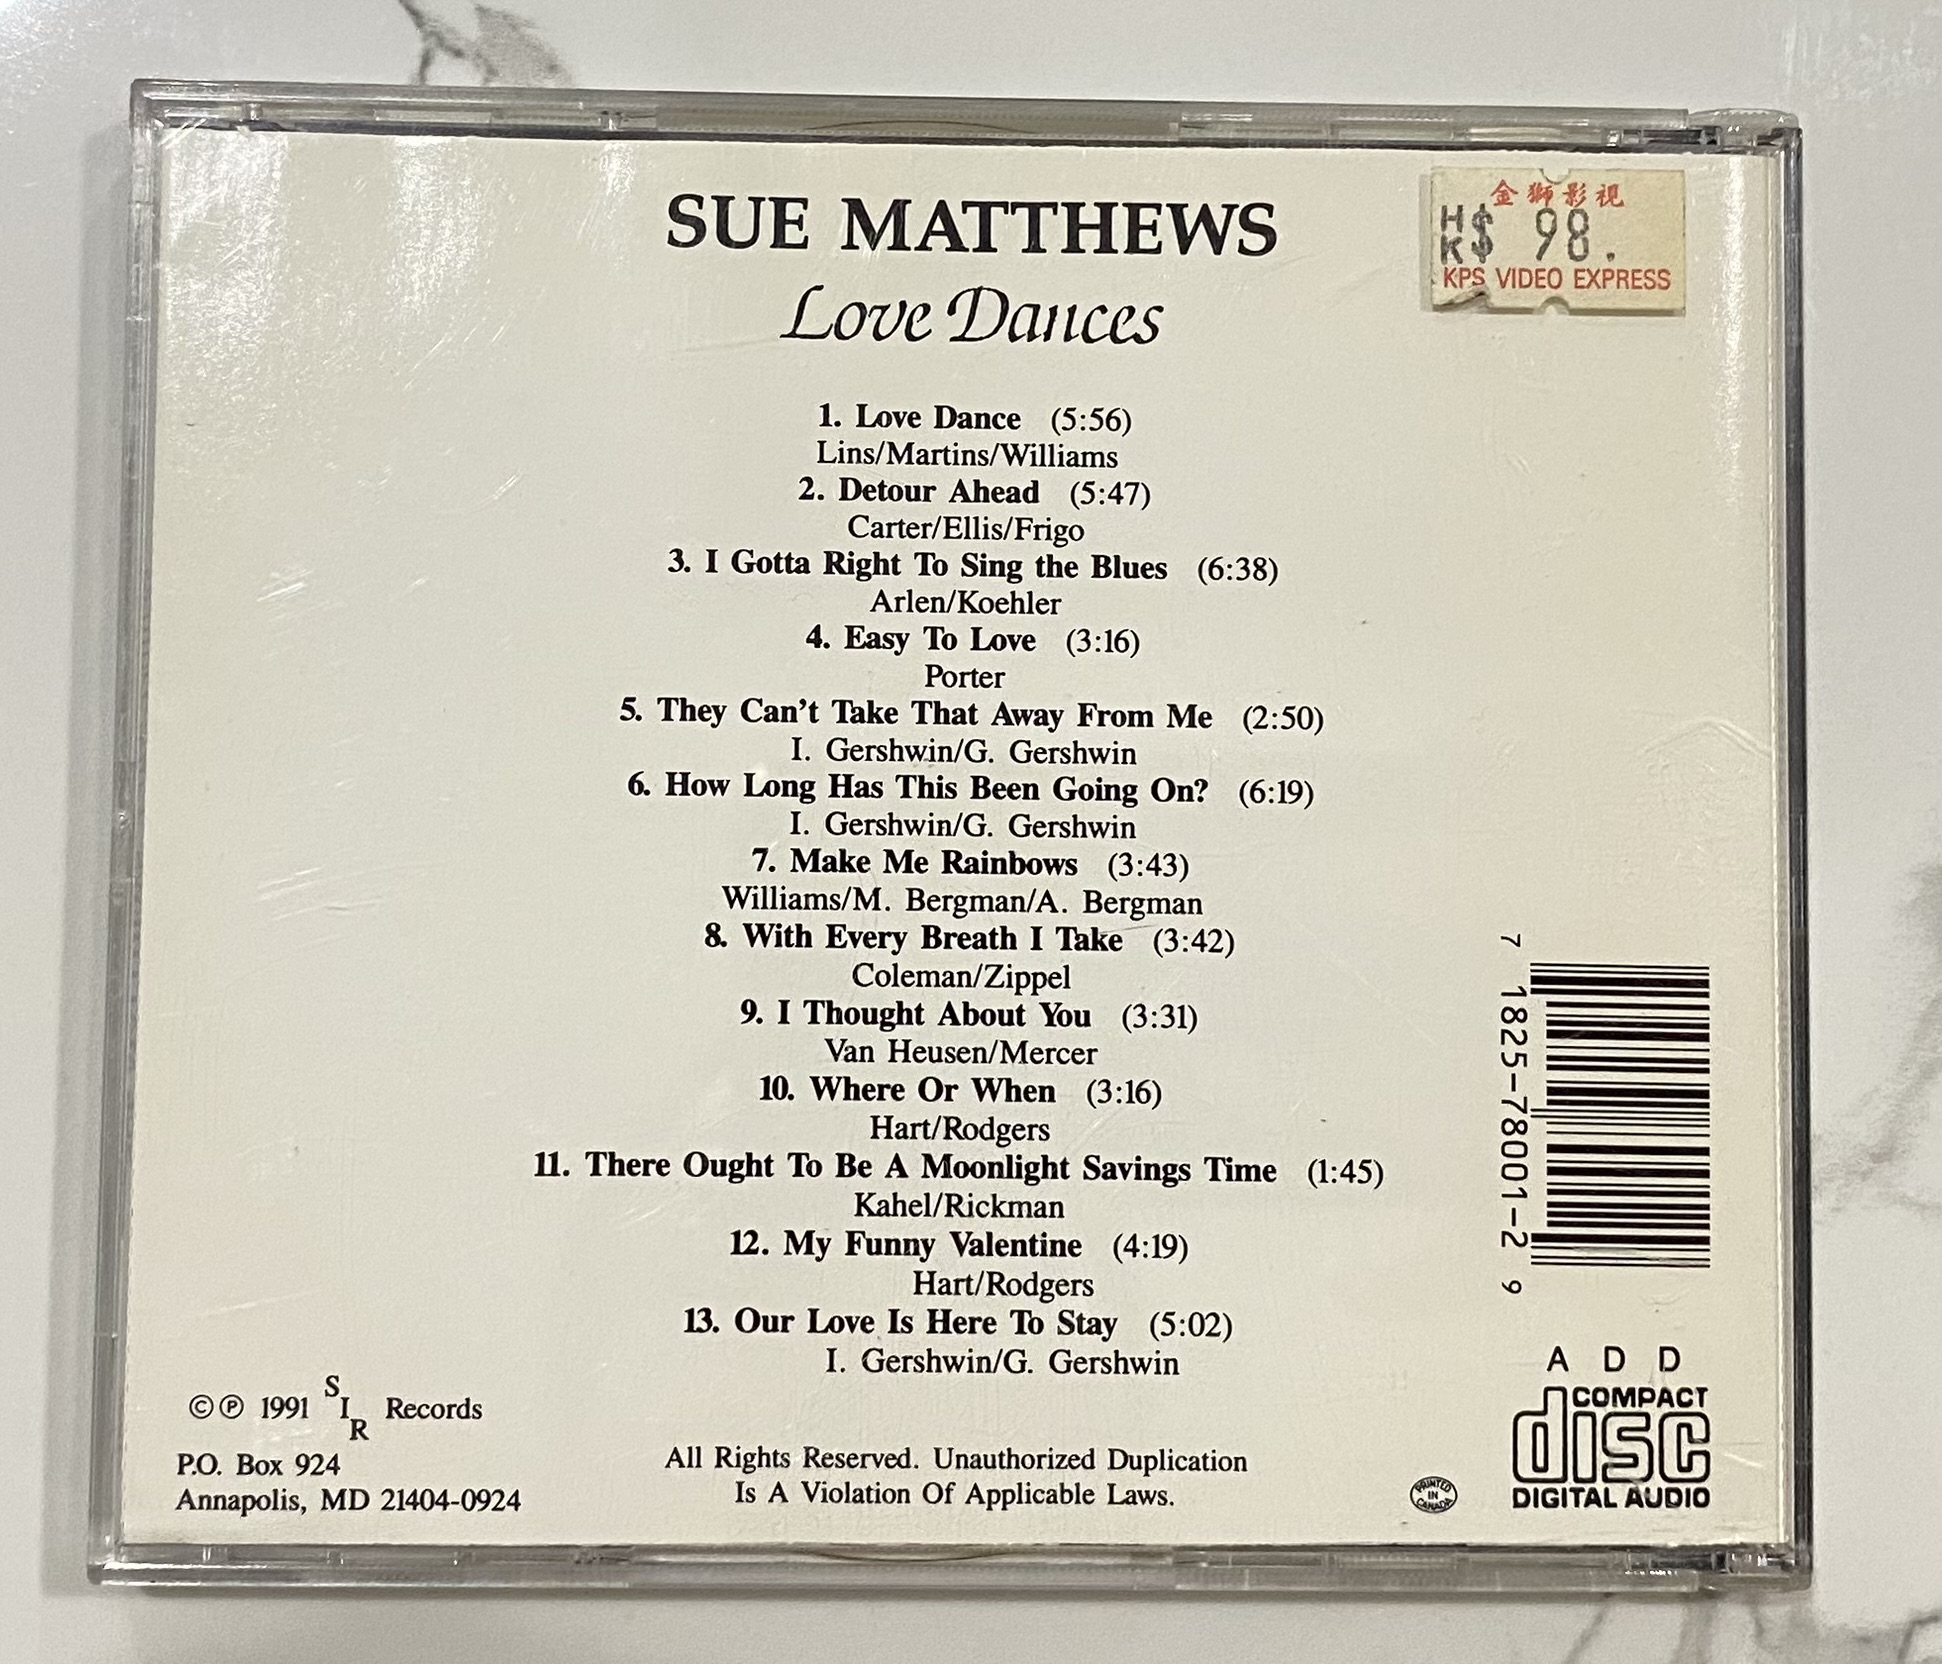 SUE MATTHEWS
Love Dances
金獅影視
HK$ 98.
KPS VIDEO EXPRESS
1. Love Dance (5:56)
Lins/Martins/Williams
2. Detour Ahead (5:47)
Carter/Ellis/Frigo
3. I Gotta Right To Sing the Blues (6:38)
Arlen/Koehler
4. Easy To Love (3:16)
Porter
5. They Can't Take That Away From Me (2:50)
I. Gershwin/G. Gershwin
6. How Long Has This Been Going On? (6:19)
I. Gershwin/G. Gershwin
7. Make Me Rainbows (3:43)
Williams/M. Bergman/A. Bergman
8. With Every Breath I Take (3:42)
Coleman/Zippel
9. I Thought About You (3:31)
Van Heusen/Mercer
10. Where Or When (3:16)
Hart/Rodgers
11. There Ought To Be A Moonlight Savings Time (1:45)
Kahel/Rickman
12. My Funny Valentine (4:19)
Hart/Rodgers
13. Our Love Is Here To Stay (5:02)
I. Gershwin/G. Gershwin
7 1825-78001-2 9
©℗ 1991 SIR Records
P.O. Box 924
Annapolis, MD 21404-0924
All Rights Reserved. Unauthorized Duplication
Is A Violation Of Applicable Laws.
PRINTED
IN
CANADA
A D D
COMPACT
disc
DIGITAL AUDIO